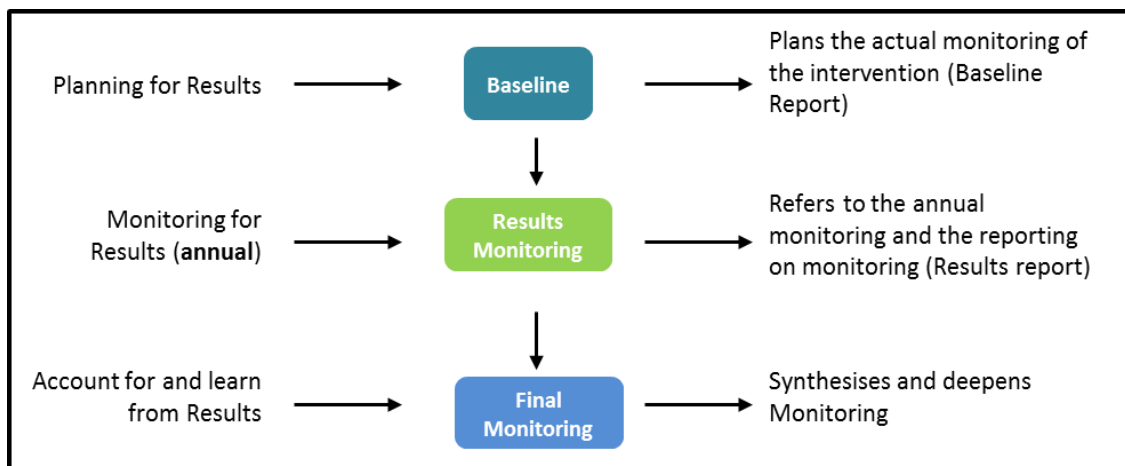 Planning for Results
Baseline
Plans the actual monitoring of
the intervention (Baseline
Report)
Monitoring for
Results (annual)
Results
Monitoring
Refers to the annual
monitoring and the reporting
on monitoring (Results report)
Account for and learn
from Results
Final
Monitoring
Synthesises and deepens
Monitoring